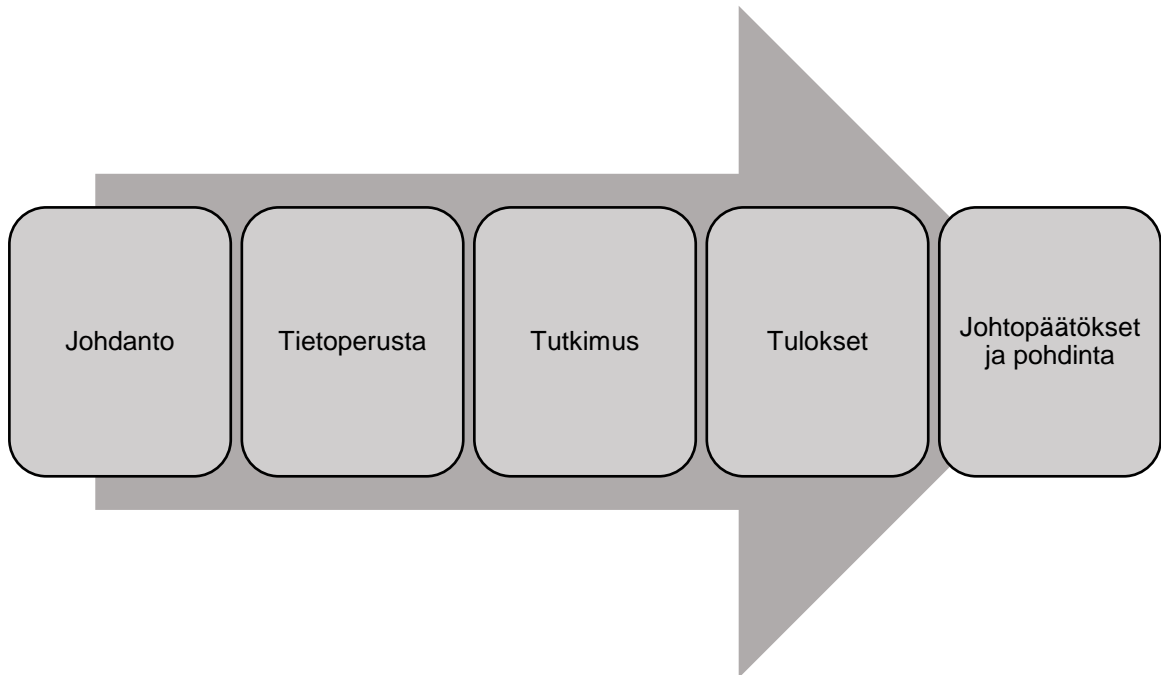 Johdanto
Tietoperusta
Tutkimus
Tulokset
Johtopäätökset
ja pohdinta